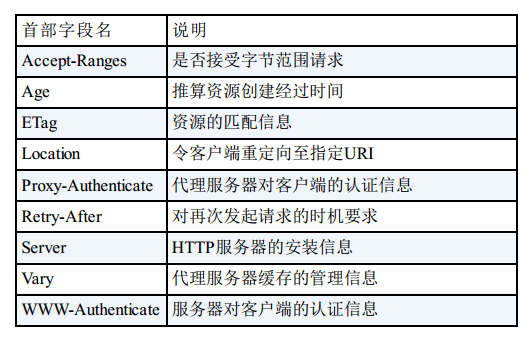 首部字段名 说明
Accept-Ranges 是否接受字节范围请求
Age 推算资源创建经过时间
ETag 资源的匹配信息
Location 令客户端重定向至指定URI
Proxy-Authenticate 代理服务器对客户端的认证信息
Retry-After 对再次发起请求的时机要求
Server HTTP服务器的安装信息
Vary 代理服务器缓存的管理信息
WWW-Authenticate 服务器对客户端的认证信息